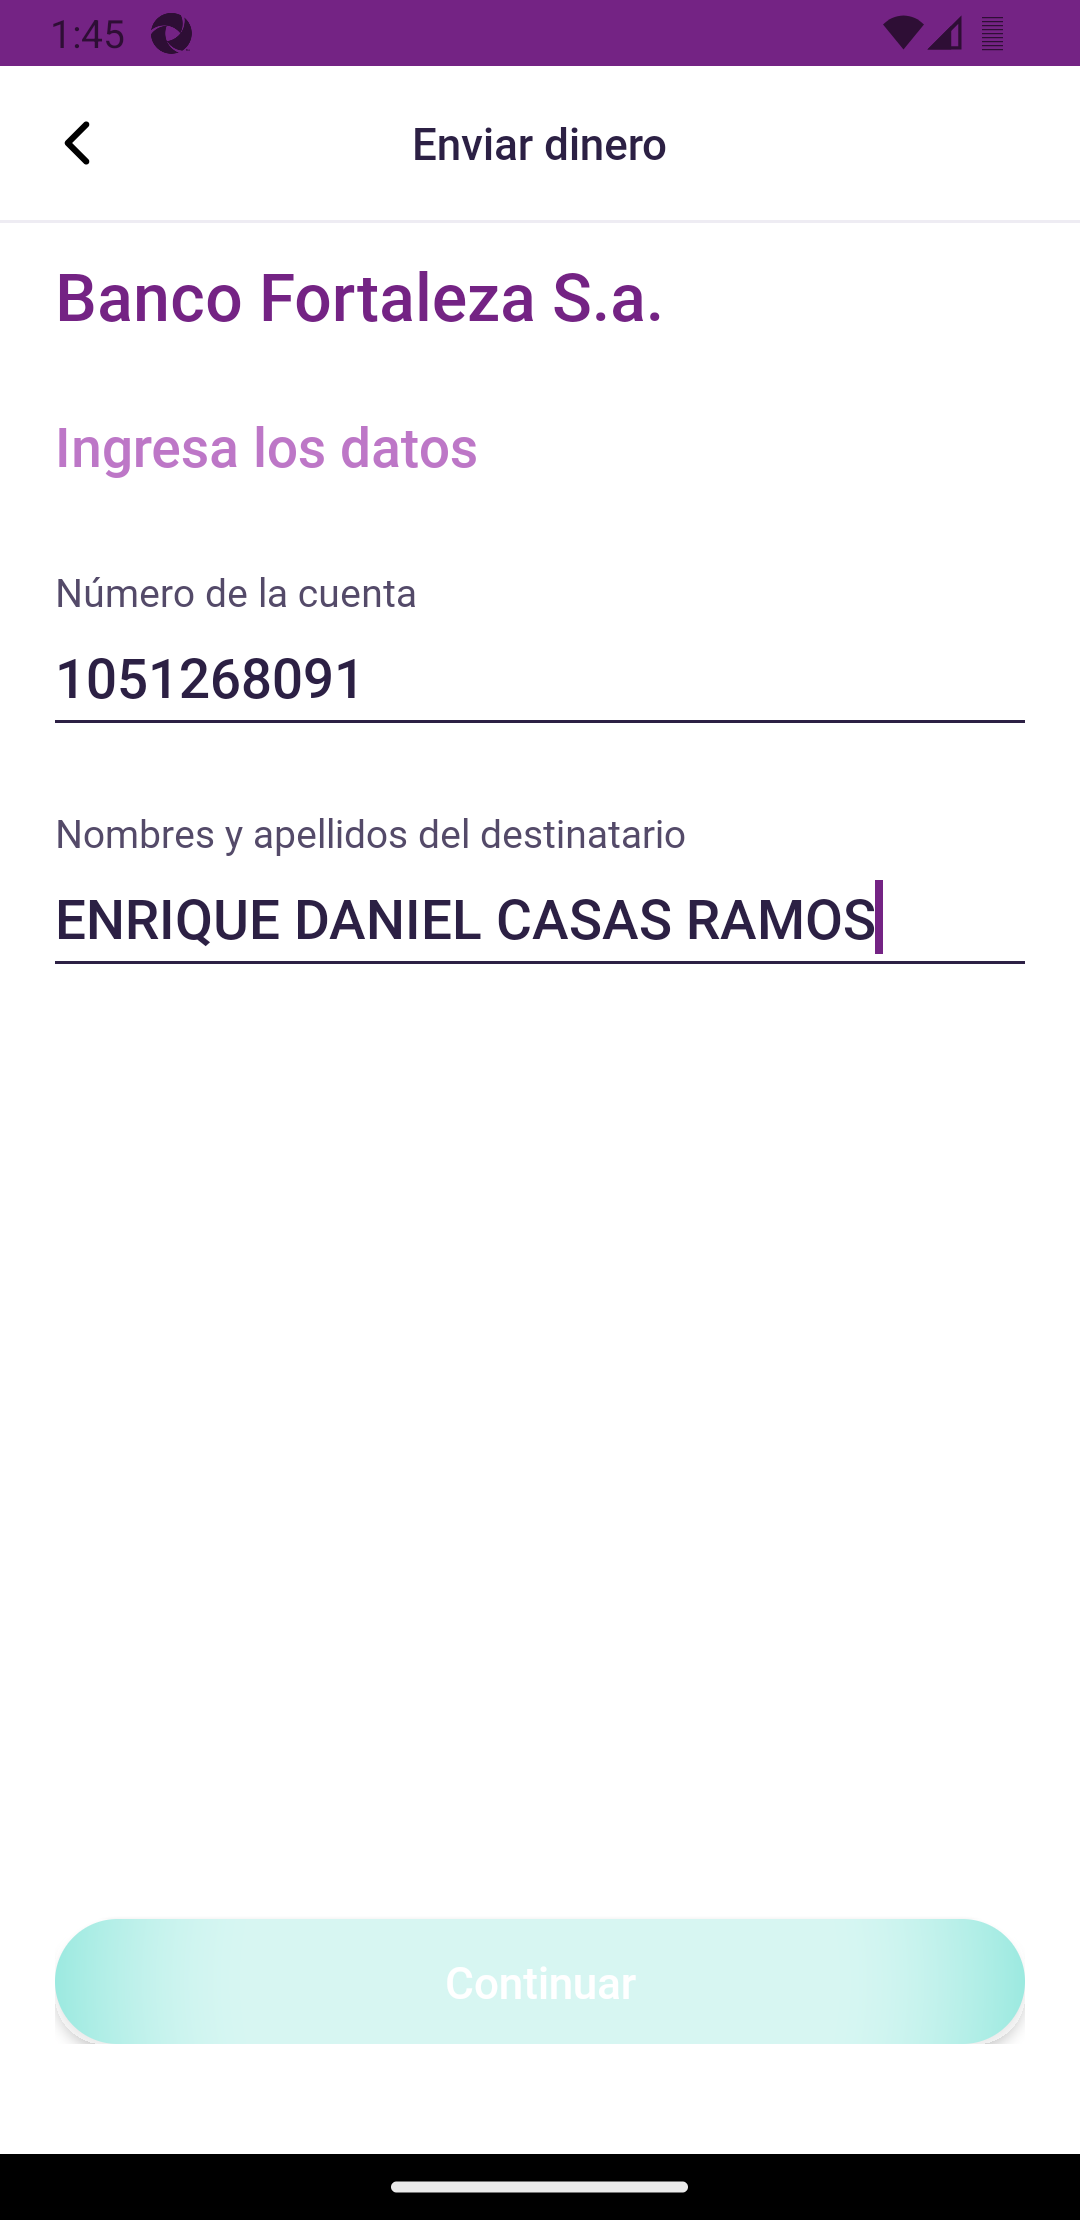 1:45
Enviar dinero
Banco Fortaleza S.a.
Ingresa los datos
Número de la cuenta
1051268091
Nombres y apellidos del destinatario
ENRIQUE DANIEL CASAS RAMOS
Continuar